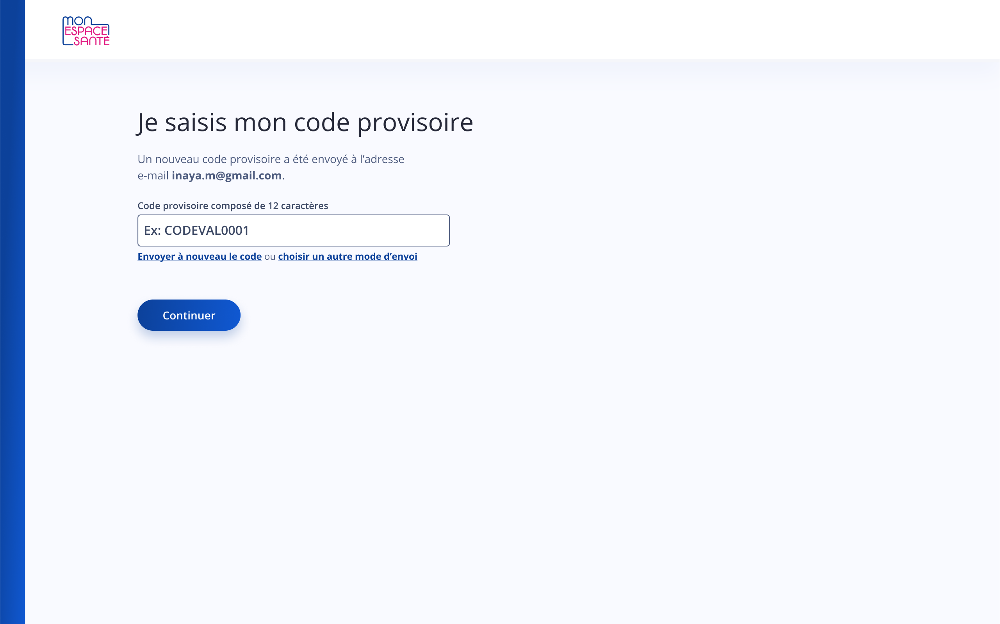 mon
ESPACE
SANTÉ
Je saisis mon code provisoire
Un nouveau code provisoire a été envoyé à l’adresse
e-mail inaya.m@gmail.com.
Code provisoire composé de 12 caractères
Ex: CODEVAL0001
Envoyer à nouveau le code ou choisir un autre mode d’envoi
Continuer